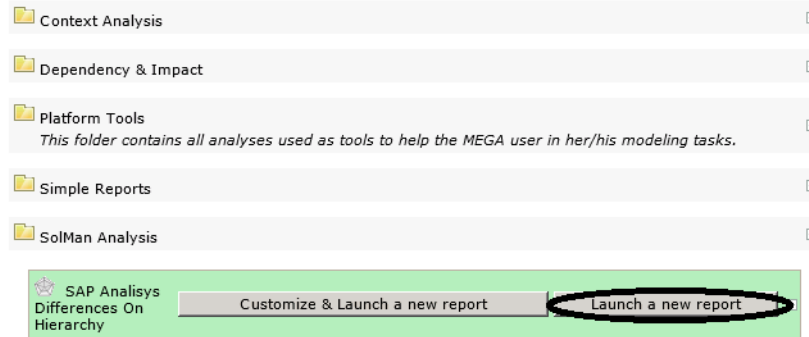 Context Analysis
Dependency & Impact
Platform Tools
This folder contains all analyses used as tools to help the MEGA user in her/his modeling tasks.
Simple Reports
SolMan Analysis
SAP Analisys
Differences On
Hierarchy
Customize & Launch a new report
Launch a new report